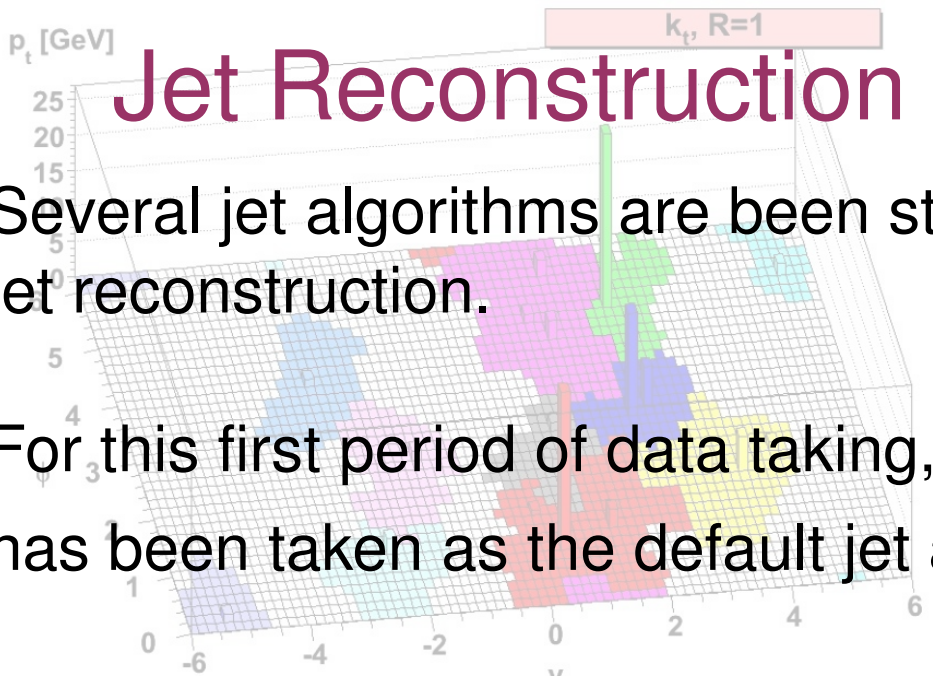 p_t [GeV]
k_t, R=1
Jet Reconstruction
25
20
15
Several jet algorithms are been st
5
0
et reconstruction.
5
4
For this first period of data taking,
3
has been taken as the default jet a
1
0
-6
-4
-2
0
2
4
6